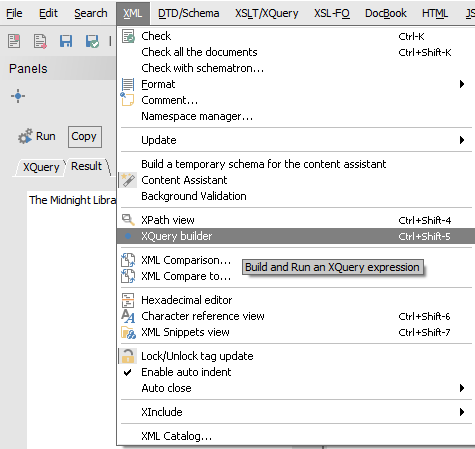 File Edit Search XML DTD/Schema XSLT/XQuery XSL-FO DocBook HTML
Panels
Run Copy
XQuery Result
The Midnight Libra
Check Ctrl-K
Check all the documents Ctrl+Shift-K
Check with schematron...
Format
Comment...
Namespace manager...
Update
Build a temporary schema for the content assistant
Content Assistant
Background Validation
XPath view Ctrl+Shift-4
XQuery builder Ctrl+Shift-5
Build and Run an XQuery expression
XML Comparison...
XML Compare to...
Hexadecimal editor
Character reference view Ctrl+Shift-6
XML Snippets view Ctrl+Shift-7
Lock/Unlock tag update
Enable auto indent
Auto close
XInclude
XML Catalog...